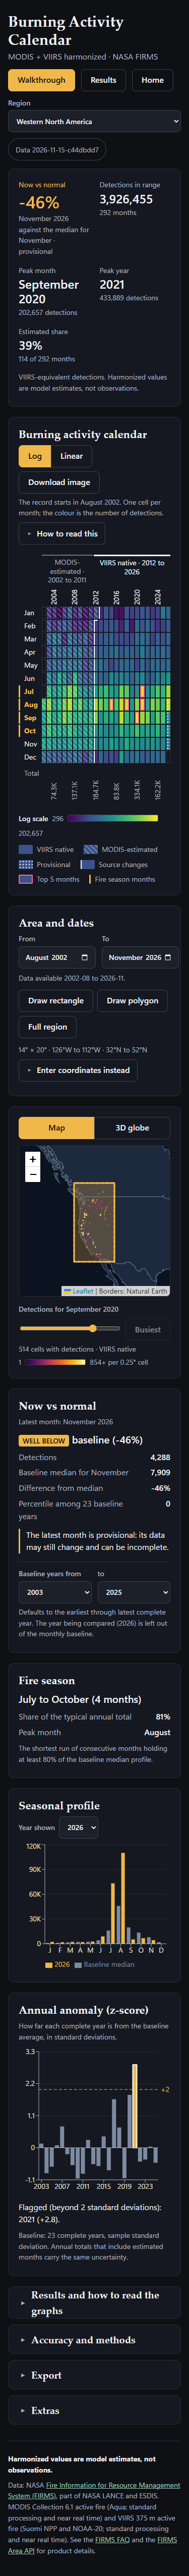 Burning Activity
Calendar
MODIS + VIIRS harmonized · NASA FIRMS
Walkthrough Results Home
Region
Western North America
Data 2026-11-15-c44dbdd7
Now vs normal
-46%
November 2026
against the median for
November ·
provisional
Detections in range
3,926,455
292 months
Peak month
September
2020
202,657 detections
Peak year
2021
433,889 detections
Estimated share
39%
114 of 292 months
VIIRS-equivalent detections. Harmonized values
are model estimates, not observations.
Burning activity calendar
Log Linear
Download image
The record starts in August 2002. One cell per
month; the colour is the number of detections.
How to read this
MODIS-
estimated ·
2002 to 2011
VIIRS native · 2012 to
2026
2004 2008 2012 2016 2020 2024
Jan
Feb
Mar
Apr
May
Jun
Jul
Aug
Sep
Oct
Nov
Dec
Total
74.3K 137.1K 184.7K 83.8K 334.1K 162.2K
Log scale 296
202,657
VIIRS native MODIS-estimated
Provisional Source changes
Top 5 months Fire season months
Area and dates
From To
August 2002 November 2026
Data available 2002-08 to 2026-11.
Draw rectangle Draw polygon
Full region
14° × 20° · 126°W to 112°W · 32°N to 52°N
Enter coordinates instead
Map 3D globe
+
−
Leaflet | Borders: Natural Earth
Detections for September 2020
Busiest
514 cells with detections · VIIRS native
1 854+ per 0.25° cell
Now vs normal
Latest month: November 2026
WELL BELOW baseline (-46%)
Detections 4,288
Baseline median for November 7,909
Difference from median -46%
Percentile among 23 baseline years 0
The latest month is provisional: its data
may still change and can be incomplete.
Baseline years from to
2003 2025
Defaults to the earliest through latest complete
year. The year being compared (2026) is left out
of the monthly baseline.
Fire season
July to October (4 months)
Share of the typical annual total 81%
Peak month August
The shortest run of consecutive months holding
at least 80% of the baseline median profile.
Seasonal profile
Year shown 2026
120K
90K
60K
30K
0
J F M A M J J A S O N D
2026 Baseline median
Annual anomaly (z-score)
How far each complete year is from the baseline
average, in standard deviations.
3.3
2.2
+2
1.1
0
-1.1
2003 2007 2011 2015 2019 2023
Flagged (beyond 2 standard deviations):
2021 (+2.8).
Baseline: 23 complete years, sample standard
deviation. Annual totals that include estimated
months carry the same uncertainty.
Results and how to read the
graphs
Accuracy and methods
Export
Extras
Harmonized values are model estimates, not
observations.
Data: NASA Fire Information for Resource Management
System (FIRMS), part of NASA LANCE and ESDIS.
MODIS Collection 6.1 active fire (Aqua; standard
processing and near real time) and VIIRS 375 m active
fire (Suomi NPP and NOAA-20; standard processing
and near real time). See the FIRMS FAQ and the FIRMS
Area API for product details.